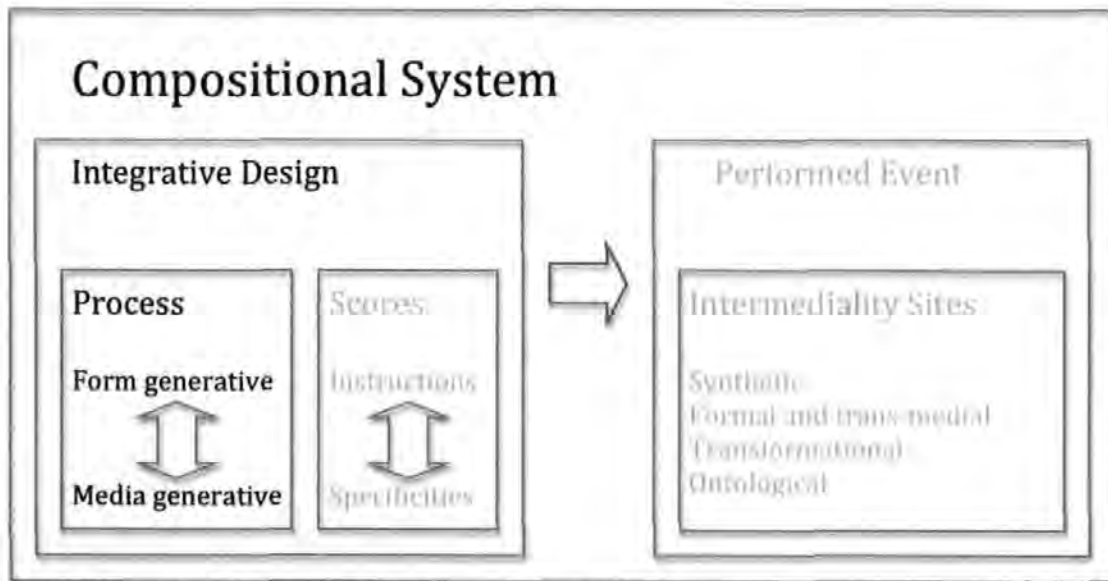 Compositional System
Integrative Design
Process
Form generative
Media generative
Scores
Instructions
Specificities
Performed Event
Intermediality Sites
Synthetic
Formal and trans-medial
Transformational
Ontological